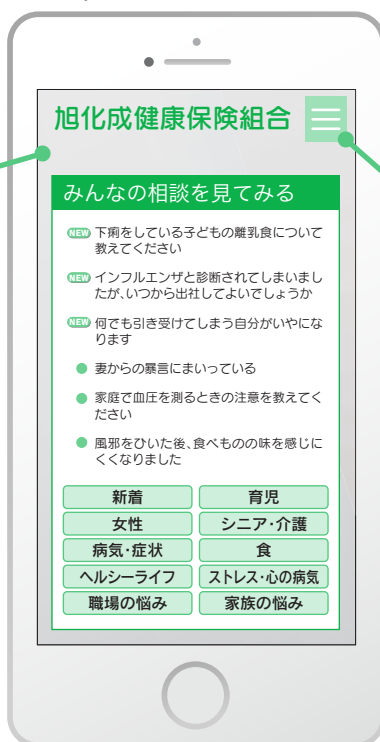 旭化成健康保険組合
みんなの相談を見てみる
NEW 下痢をしている子どもの離乳食について
教えてください
NEW インフルエンザと診断されてしまいまし
たが、いつから出社してよいでしょうか
NEW 何でも引き受けてしまう自分がいやにな
ります
● 妻からの暴言にまいっている
● 家庭で血圧を測るときの注意を教えてく
ださい
● 風邪をひいた後、食べものの味を感じに
くくなりました
新着 育児
女性 シニア・介護
病気・症状 食
ヘルシーライフ ストレス・心の病気
職場の悩み 家族の悩み